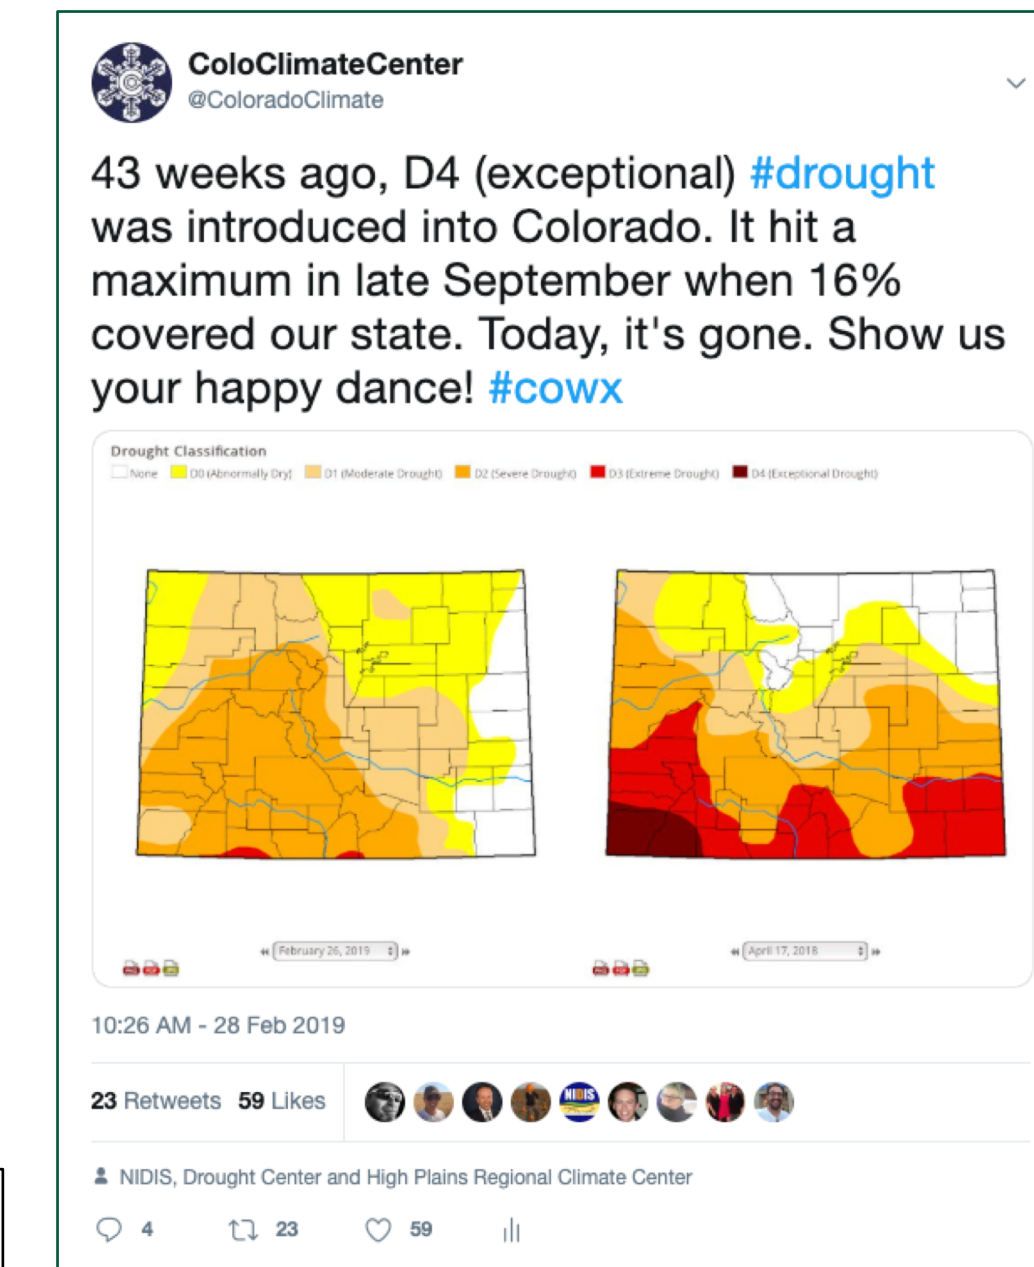 ColoClimateCenter
@ColoradoClimate
43 weeks ago, D4 (exceptional) #drought
was introduced into Colorado. It hit a
maximum in late September when 16%
covered our state. Today, it's gone. Show us
your happy dance! #cowx
Drought Classification
None D0 (Abnormally Dry) D1 (Moderate Drought) D2 (Severe Drought) D3 (Extreme Drought) D4 (Exceptional Drought)
February 26, 2019 April 17, 2018
10:26 AM - 28 Feb 2019
23 Retweets 59 Likes NIDIS
NIDIS, Drought Center and High Plains Regional Climate Center
4 23 59